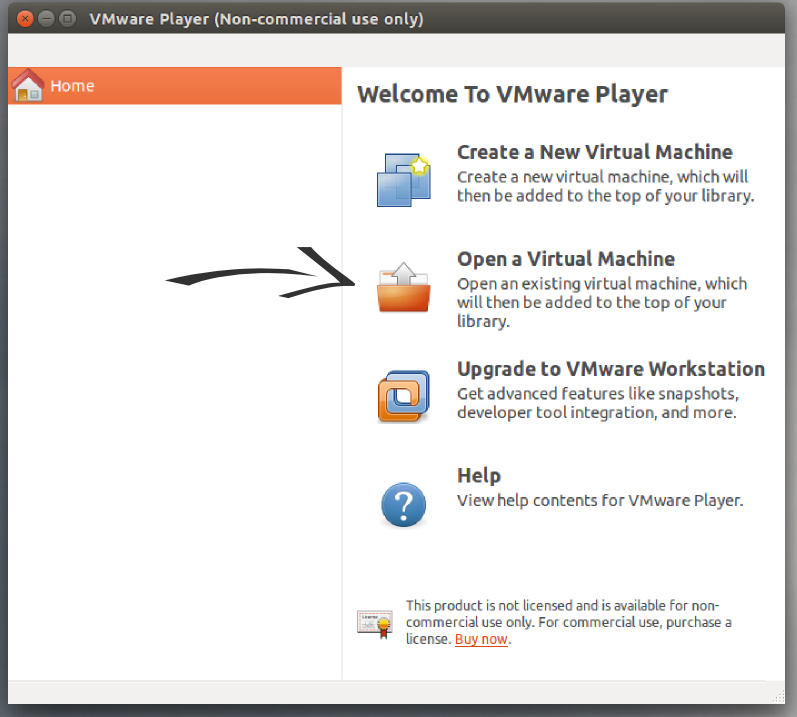 VMware Player (Non-commercial use only)
Home
Welcome To VMware Player
Create a New Virtual Machine
Create a new virtual machine, which will
then be added to the top of your library.
Open a Virtual Machine
Open an existing virtual machine, which
will then be added to the top of your
library.
Upgrade to VMware Workstation
Get advanced features like snapshots,
developer tool integration, and more.
Help
View help contents for VMware Player.
This product is not licensed and is available for non-
commercial use only. For commercial use, purchase a
license. Buy now.